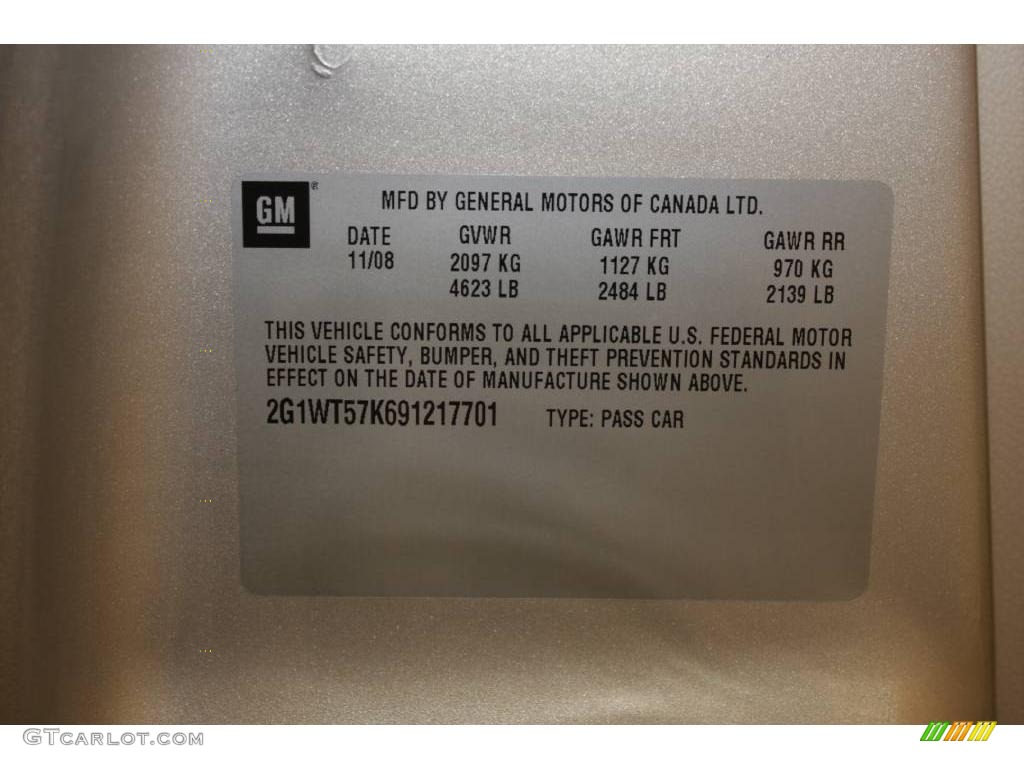 GM®
MFD BY GENERAL MOTORS OF CANADA LTD.
DATE GVWR GAWR FRT GAWR RR
11/08 2097 KG 1127 KG 970 KG
4623 LB 2484 LB 2139 LB
THIS VEHICLE CONFORMS TO ALL APPLICABLE U.S. FEDERAL MOTOR
VEHICLE SAFETY, BUMPER, AND THEFT PREVENTION STANDARDS IN
EFFECT ON THE DATE OF MANUFACTURE SHOWN ABOVE.
2G1WT57K691217701 TYPE: PASS CAR
GTCARLOT.COM